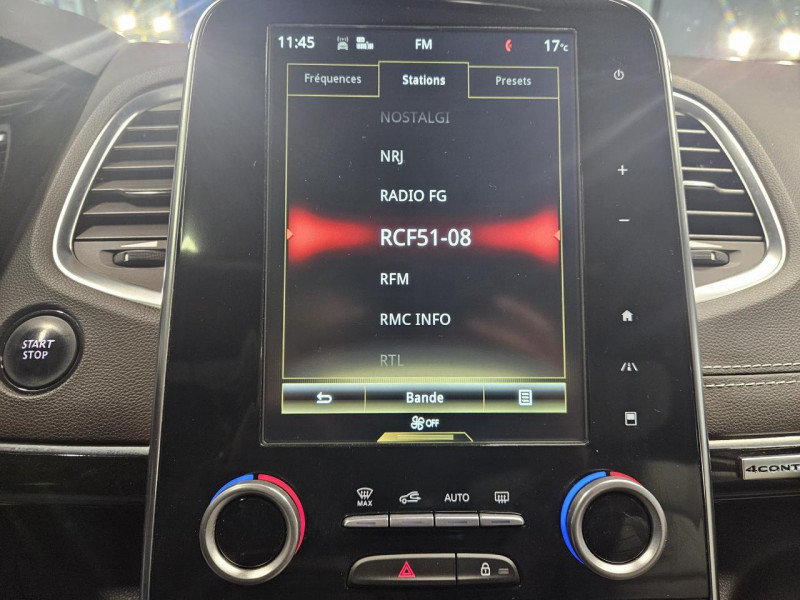 11:45 FM 17°C
Fréquences Stations Presets
NOSTALGI
NRJ
RADIO FG
RCF51-08
RFM
RMC INFO
RTL
Bande
OFF
START
STOP
4CONT
MAX AUTO